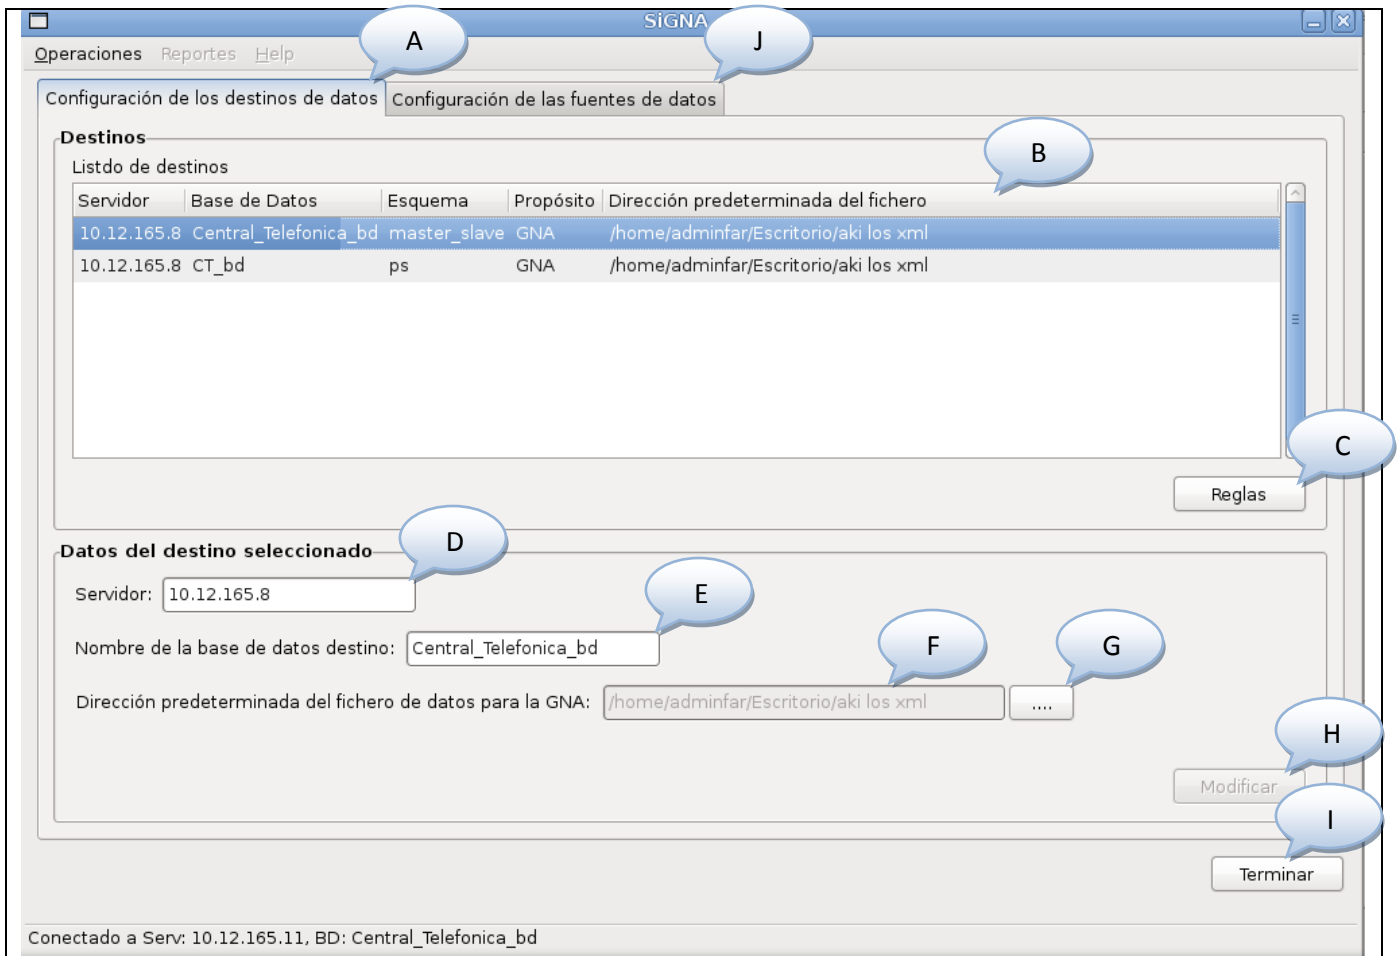 SiGNA
A
J
Operaciones Reportes Help
Configuración de los destinos de datos Configuración de las fuentes de datos
Destinos
B
Listdo de destinos
Servidor Base de Datos Esquema Propósito Dirección predeterminada del fichero
10.12.165.8 Central_Telefonica_bd master_slave GNA /home/adminfar/Escritorio/aki los xml
10.12.165.8 CT_bd ps GNA /home/adminfar/Escritorio/aki los xml
C
Reglas
D
Datos del destino seleccionado
Servidor: 10.12.165.8
E
Nombre de la base de datos destino: Central_Telefonica_bd
F
G
Dirección predeterminada del fichero de datos para la GNA: /home/adminfar/Escritorio/aki los xml ....
H
Modificar
I
Terminar
Conectado a Serv: 10.12.165.11, BD: Central_Telefonica_bd